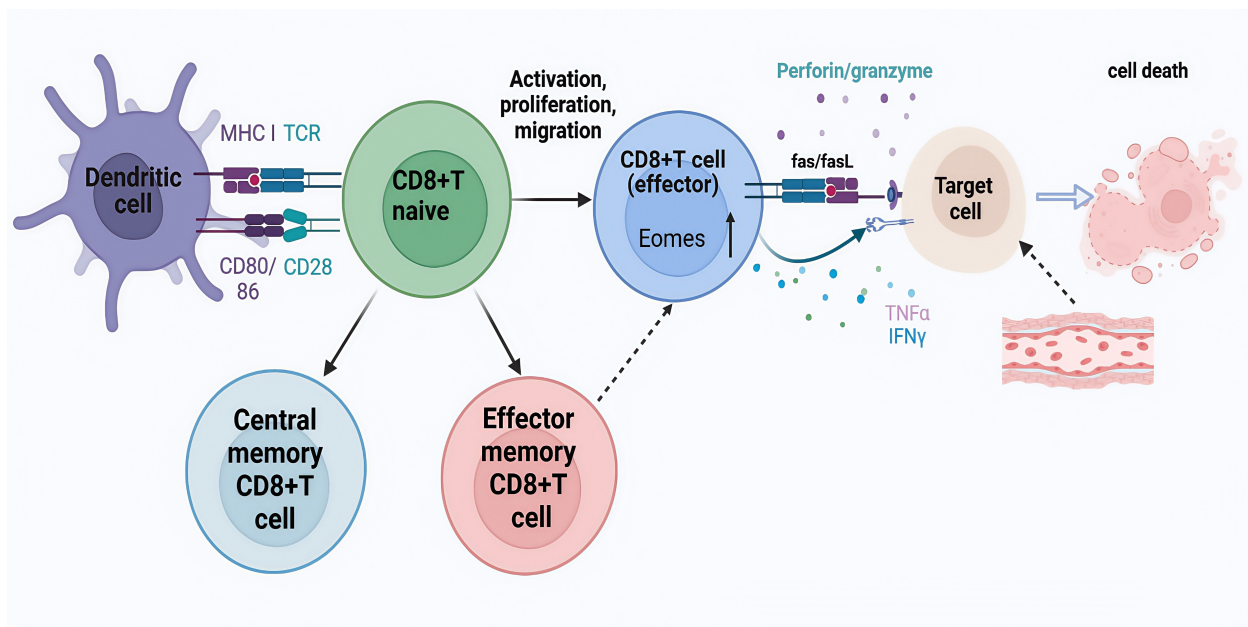 Dendritic
cell
MHC I TCR
CD80/ CD28
86
CD8+T
naive
Activation,
proliferation,
migration
CD8+T cell
(effector)
Eomes
Perforin/granzyme
fas/fasL
TNFα
IFNγ
Target
cell
cell death
Central
memory
CD8+T
cell
Effector
memory
CD8+T
cell